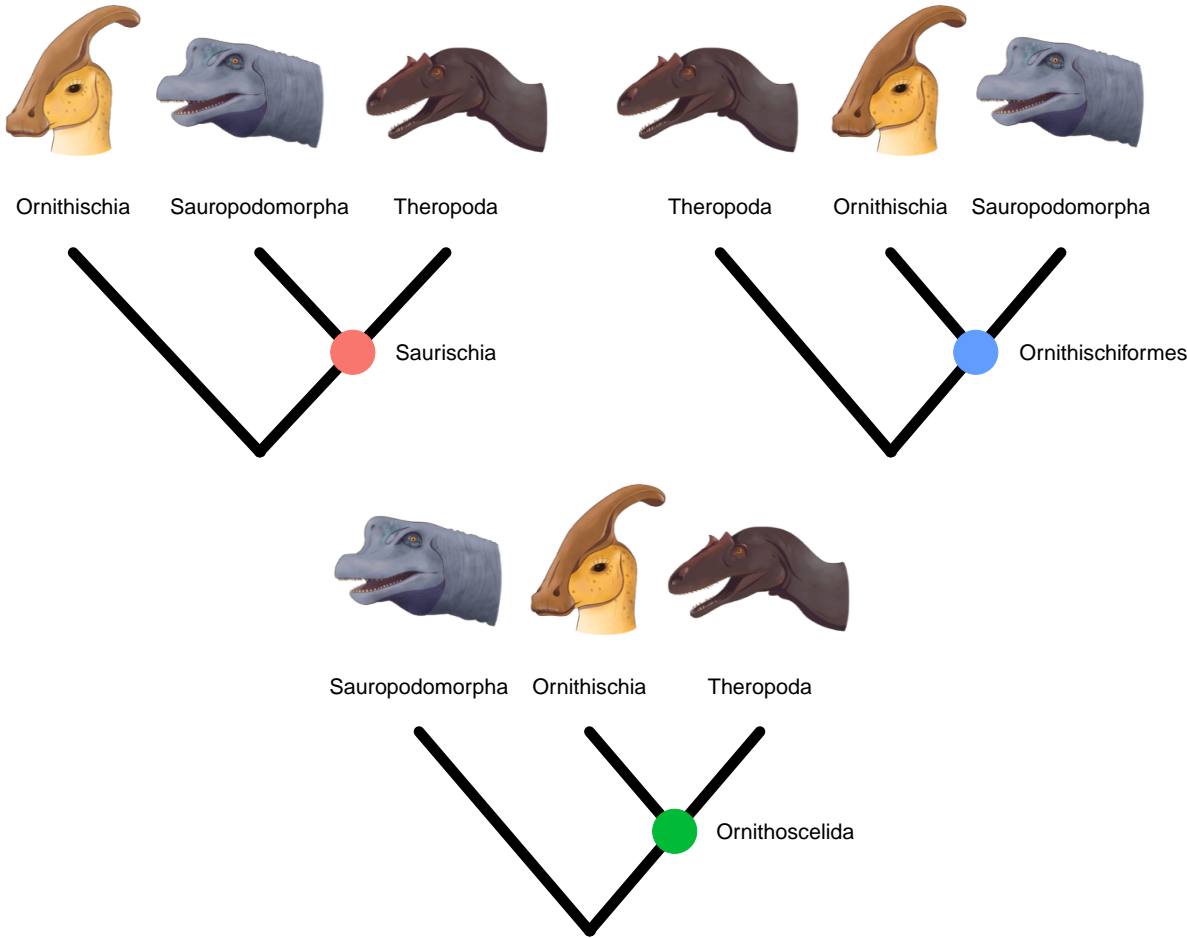 Ornithischia
Sauropodomorpha
Theropoda
Saurischia
Theropoda
Ornithischia
Sauropodomorpha
Ornithischiformes
Sauropodomorpha
Ornithischia
Theropoda
Ornithoscelida